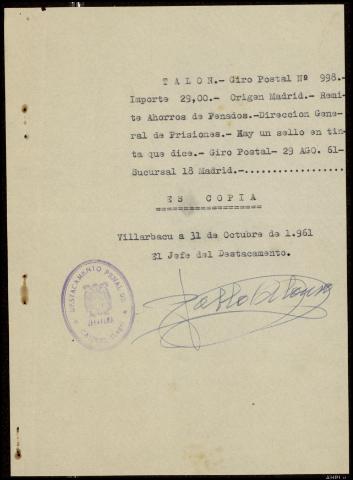 T A L O N.- Giro Postal Nº 998.-
Importe 29,00.- Origen Madrid.- Remi-
te Ahorros de Penados.-Direccion Gene-
ral de Prisiones.- Hay un sello en tin-
ta que dice.- Giro Postal- 29 AGO. 61-
Sucursal 18 Madrid.-..................
ES COPIA
===================
Villarbacu a 31 de Octubre de 1.961
El Jefe del Destacamento.
DESTACAMENTO PENAL DE
JEFATURA